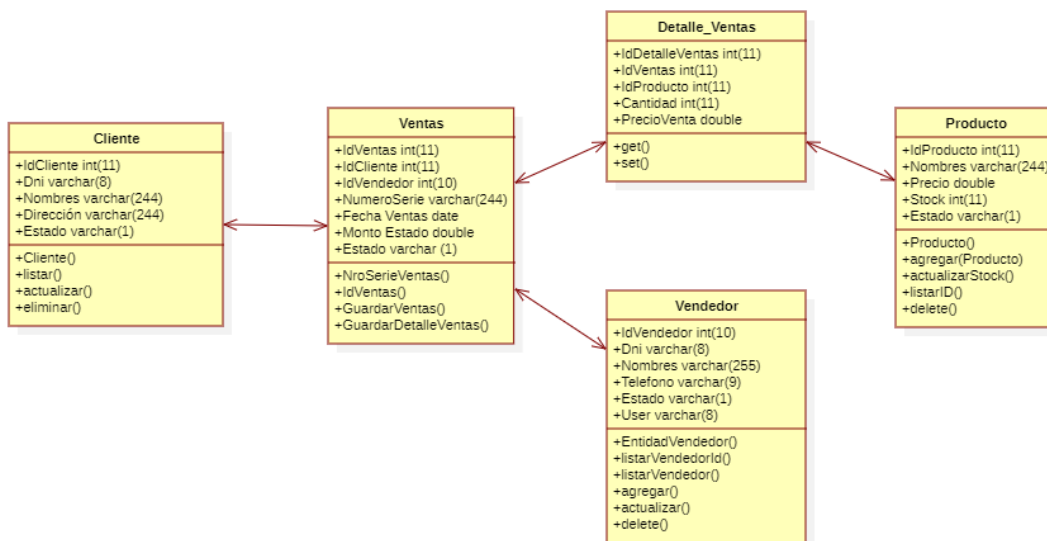 Cliente
+IdCliente int(11)
+Dni varchar(8)
+Nombres varchar(244)
+Dirección varchar(244)
+Estado varchar(1)
+Cliente()
+listar()
+actualizar()
+eliminar()
Ventas
+IdVentas int(11)
+IdCliente int(11)
+IdVendedor int(10)
+NumeroSerie varchar(244)
+Fecha Ventas date
+Monto Estado double
+Estado varchar (1)
+NroSerieVentas()
+IdVentas()
+GuardarVentas()
+GuardarDetalleVentas()
Detalle_Ventas
+IdDetalleVentas int(11)
+IdVentas int(11)
+IdProducto int(11)
+Cantidad int(11)
+PrecioVenta double
+get()
+set()
Vendedor
+IdVendedor int(10)
+Dni varchar(8)
+Nombres varchar(255)
+Telefono varchar(9)
+Estado varchar(1)
+User varchar(8)
+EntidadVendedor()
+listarVendedorId()
+listarVendedor()
+agregar()
+actualizar()
+delete()
Producto
+IdProducto int(11)
+Nombres varchar(244)
+Precio double
+Stock int(11)
+Estado varchar(1)
+Producto()
+agregar(Producto)
+actualizarStock()
+listarID()
+delete()